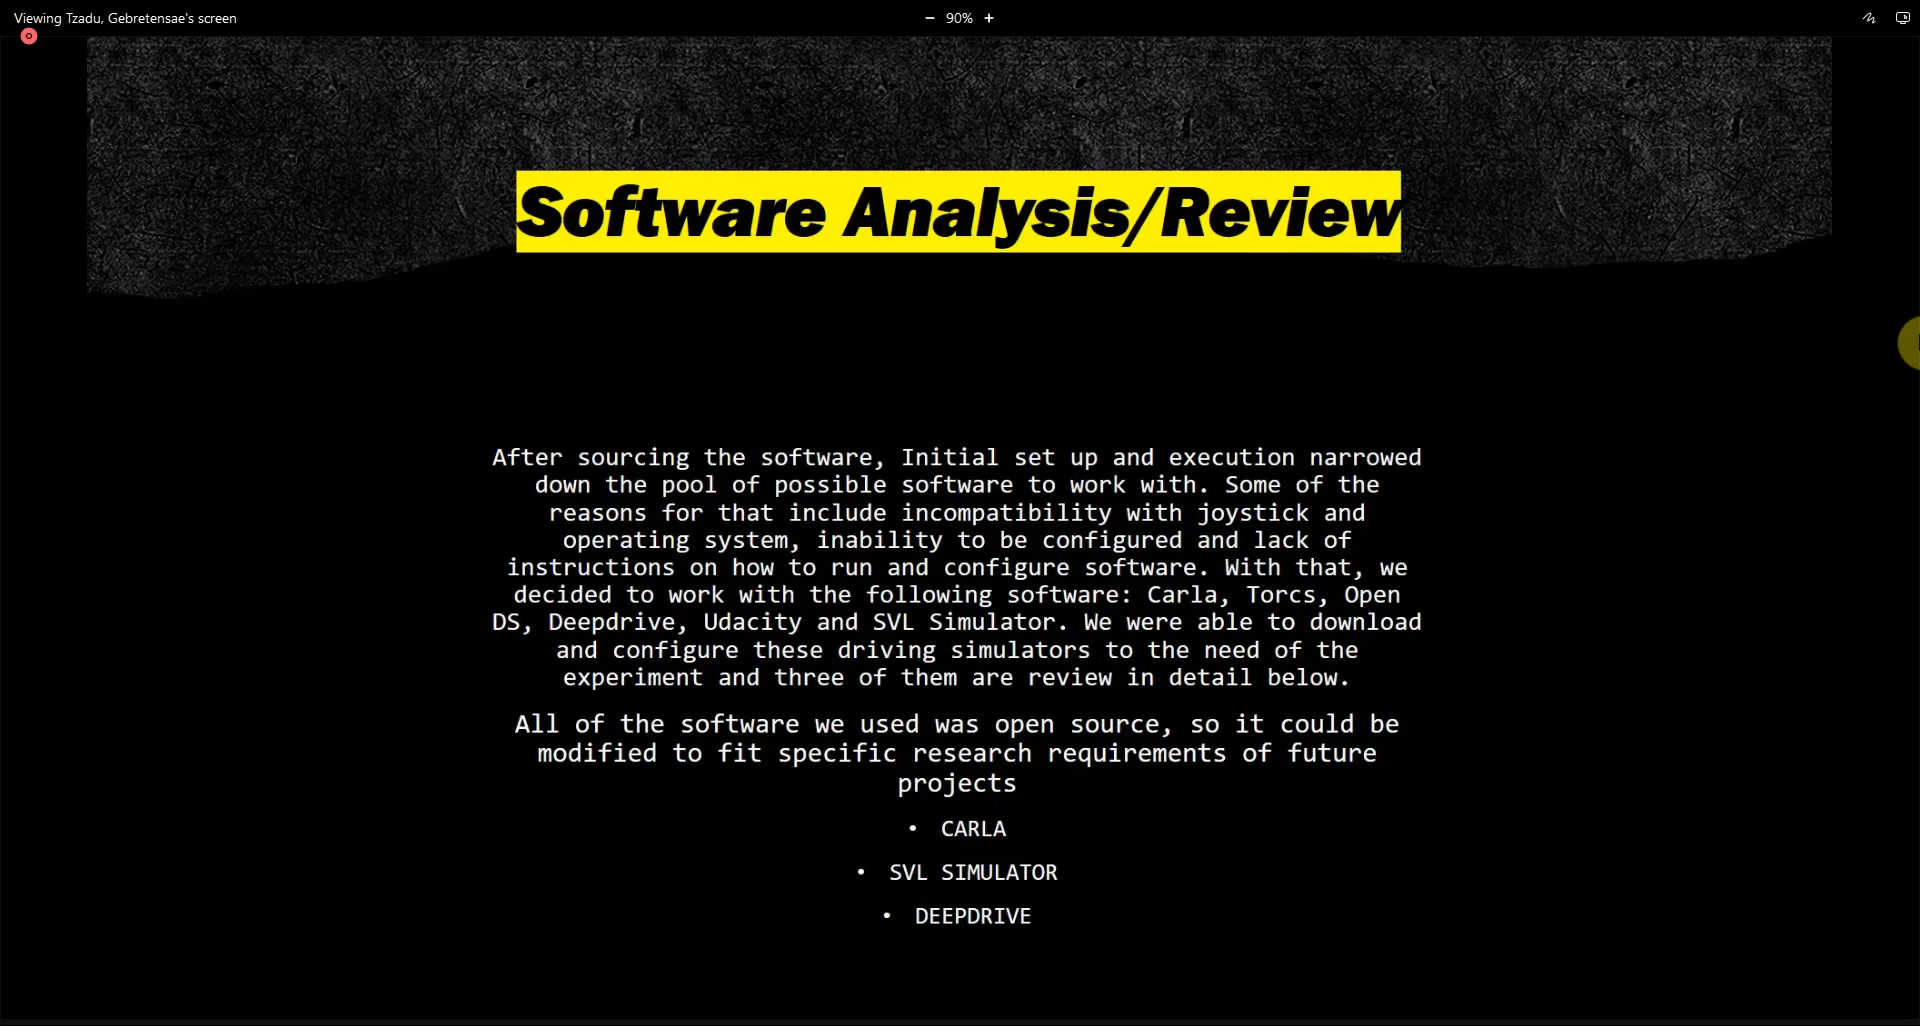 Viewing Tzadu, Gebretensae's screen
90%
Software Analysis/Review
After sourcing the software, Initial set up and execution narrowed
down the pool of possible software to work with. Some of the
reasons for that include incompatibility with joystick and
operating system, inability to be configured and lack of
instructions on how to run and configure software. With that, we
decided to work with the following software: Carla, Torcs, Open
DS, Deepdrive, Udacity and SVL Simulator. We were able to download
and configure these driving simulators to the need of the
experiment and three of them are review in detail below.
All of the software we used was open source, so it could be
modified to fit specific research requirements of future
projects
• CARLA
• SVL SIMULATOR
• DEEPDRIVE